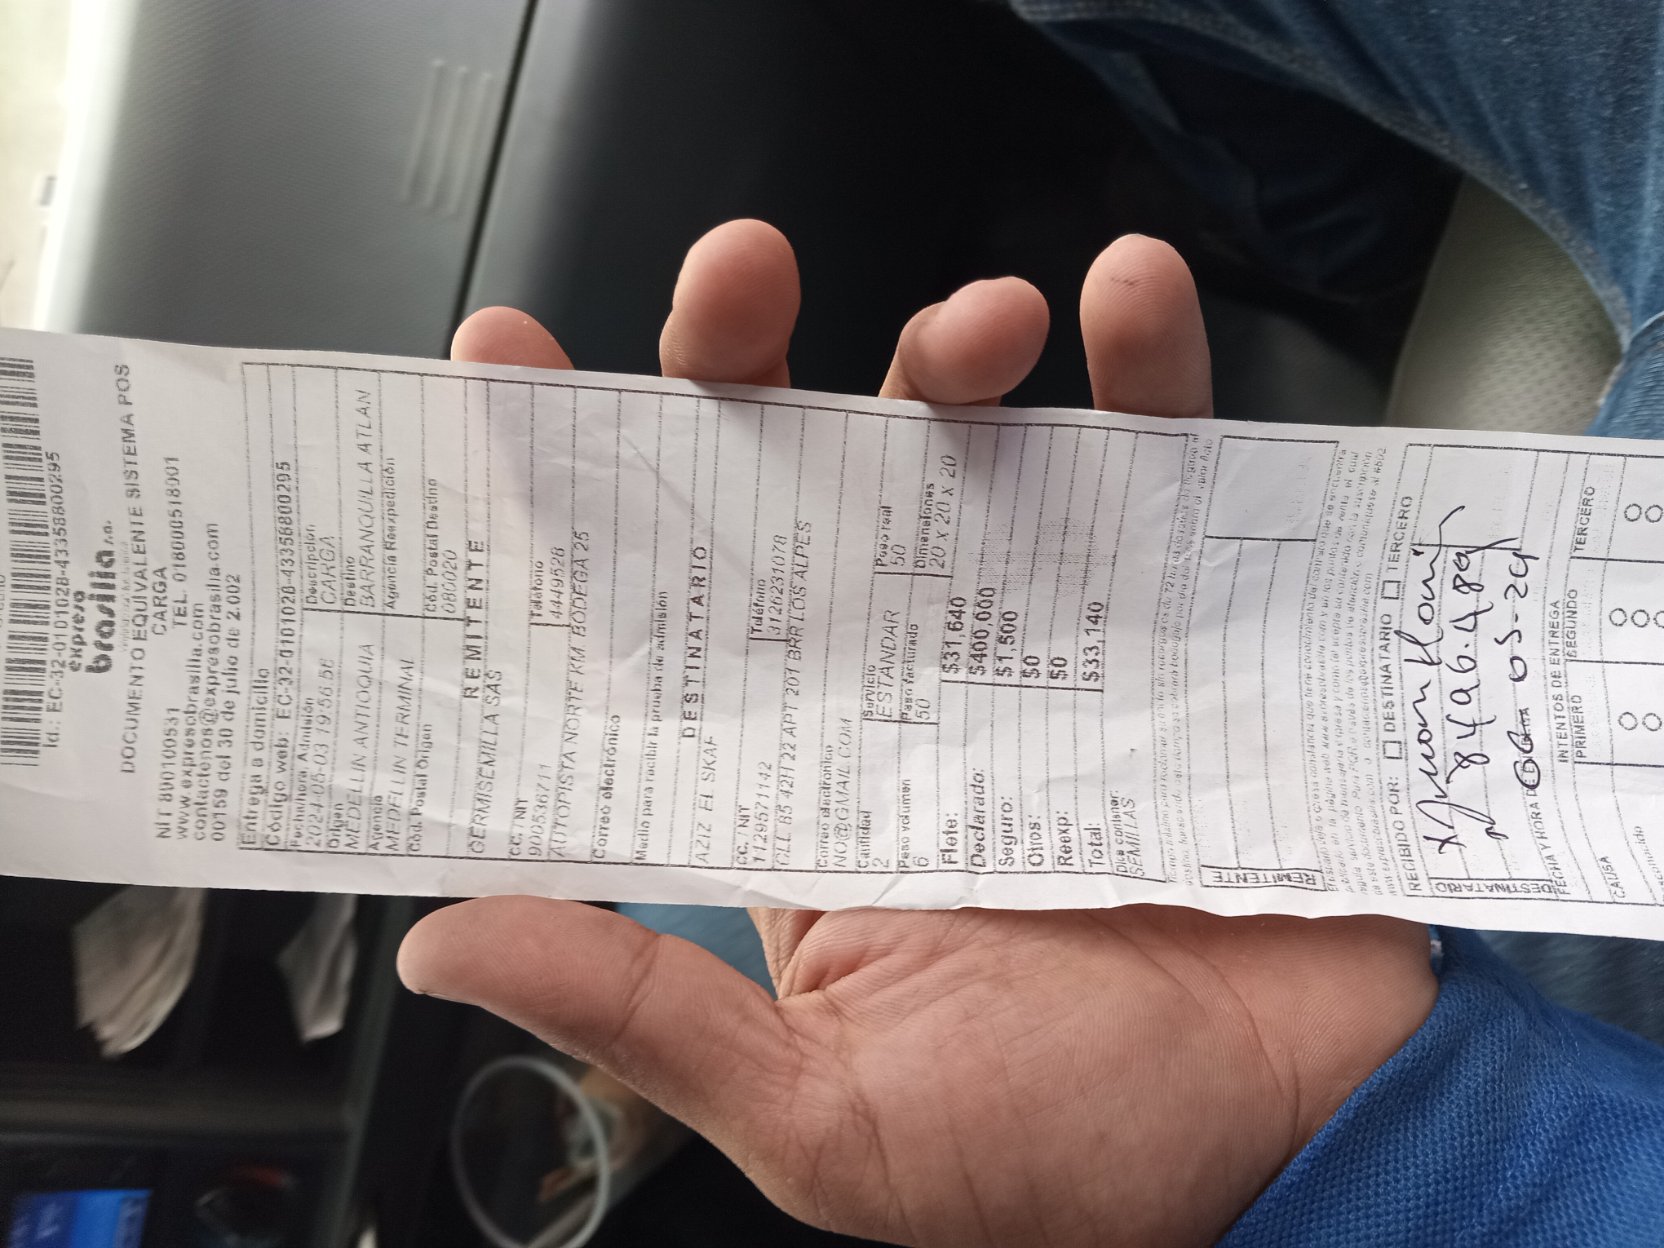 Id.: EC-32-0101028-43358800295
expreso
brasilia s.a.
DOCUMENTO EQUIVALENTE SISTEMA POS
CARGA
NIT 890100531 TEL. 018000518001
www.expresobrasilia.com
contactenos@expresobrasilia.com
00159 del 30 de julio de 2.002
Entrega a domicilio
Código web: EC-32-0101028-43358800295
Fecha/hora Admisión Descripción
2024-05-03 19:56:56 CARGA
Origen Destino
MEDELLIN ANTIOQUIA BARRANQUILLA ATLAN
Agencia Agencia Reexpedición
MEDELLIN TERMINAL
Cód. Postal Origen Cód. Postal Destino
080020
REMITENTE
GERMISEMILLA SAS
CC. / NIT Teléfono
900536711 4449528
AUTOPISTA NORTE KM BODEGA 25
Correo electrónico
Medio para recibir la prueba de admisión
DESTINATARIO
AZIZ EL SKAF
CC. / NIT Teléfono
1129571142 3126231078
CLL 85 42H 22 APT 201 BRR LOS ALPES
Correo electrónico
NO@GMAIL.COM
Cantidad Servicio Peso real
2 ESTANDAR 50
Peso volumen Peso facturado Dimensiones
6 50 20 X 20 X 20
Flete: $31,640
Declarado: $400,000
Seguro: $1,500
Otros: $0
Reexp: $0
Total: $33,140
Dice contener:
SEMILLAS
REMITENTE
RECIBIDO POR: DESTINATARIO TERCERO
DESTINATARIO
FECHA Y HORA DE
INTENTOS DE ENTREGA
PRIMERO SEGUNDO TERCERO
CAUSA